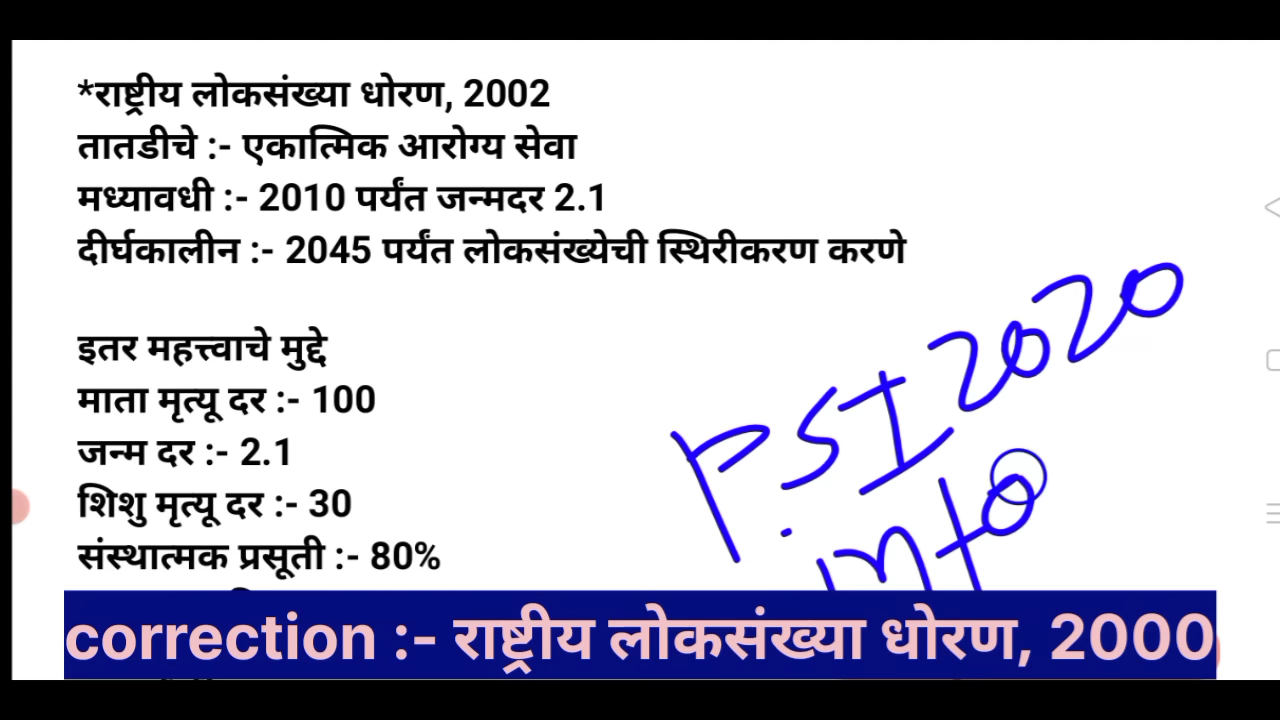 *राष्ट्रीय लोकसंख्या धोरण, 2002
तातडीचे :- एकात्मिक आरोग्य सेवा
मध्यावधी :- 2010 पर्यंत जन्मदर 2.1
दीर्घकालीन :- 2045 पर्यंत लोकसंख्येची स्थिरीकरण करणे
इतर महत्त्वाचे मुद्दे
माता मृत्यू दर :- 100
जन्म दर :- 2.1
शिशु मृत्यू दर :- 30
संस्थात्मक प्रसूती :- 80%
P.SI 2020
info
correction :- राष्ट्रीय लोकसंख्या धोरण, 2000